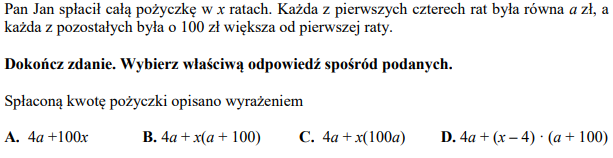 Pan Jan spłacił całą pożyczkę w x ratach. Każda z pierwszych czterech rat była równa a zł, a
każda z pozostałych była o 100 zł większa od pierwszej raty.
Dokończ zdanie. Wybierz właściwą odpowiedź spośród podanych.
Spłaconą kwotę pożyczki opisano wyrażeniem
A. 4a +100x B. 4a + x(a + 100) C. 4a + x(100a) D. 4a + (x – 4) · (a + 100)